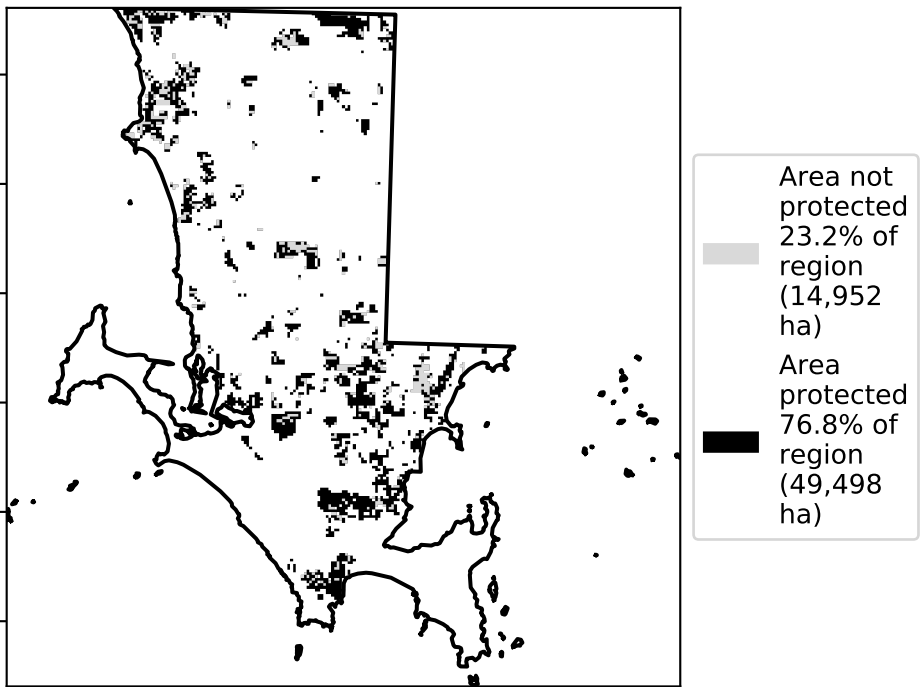 Area not
protected
23.2% of
region
(14,952
ha)
Area
protected
76.8% of
region
(49,498
ha)